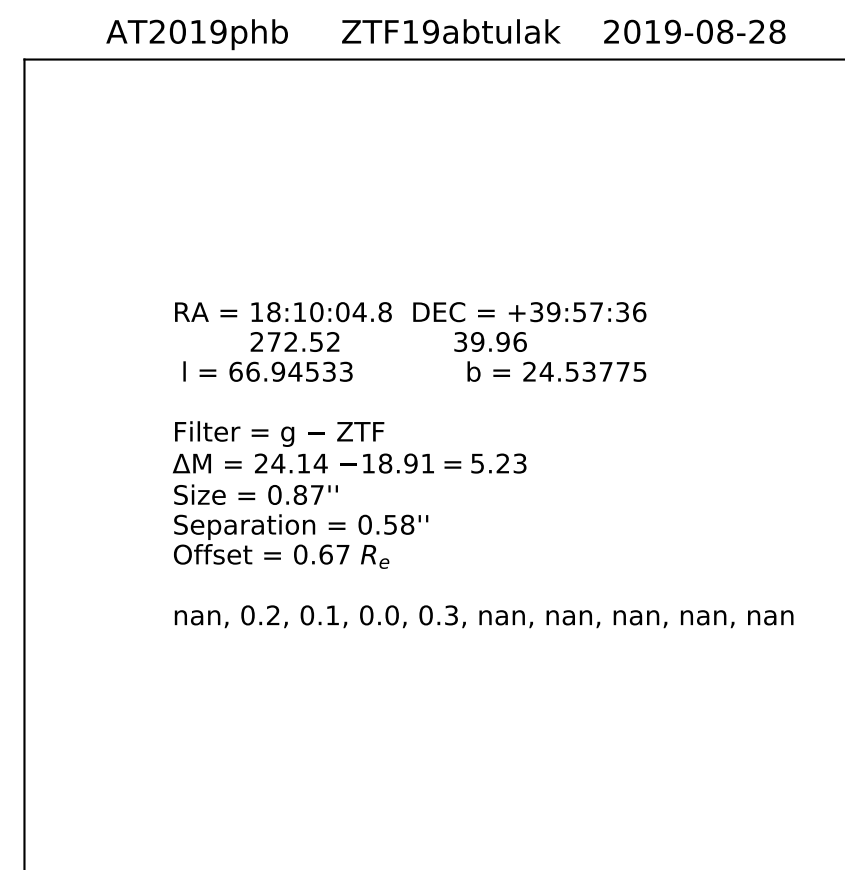 AT2019phb ZTF19abtulak 2019-08-28
RA = 18:10:04.8 DEC = +39:57:36
272.52 39.96
l = 66.94533 b = 24.53775
Filter = g − ZTF
ΔM = 24.14 −18.91 = 5.23
Size = 0.87''
Separation = 0.58''
Offset = 0.67 Rₑ
nan, 0.2, 0.1, 0.0, 0.3, nan, nan, nan, nan, nan